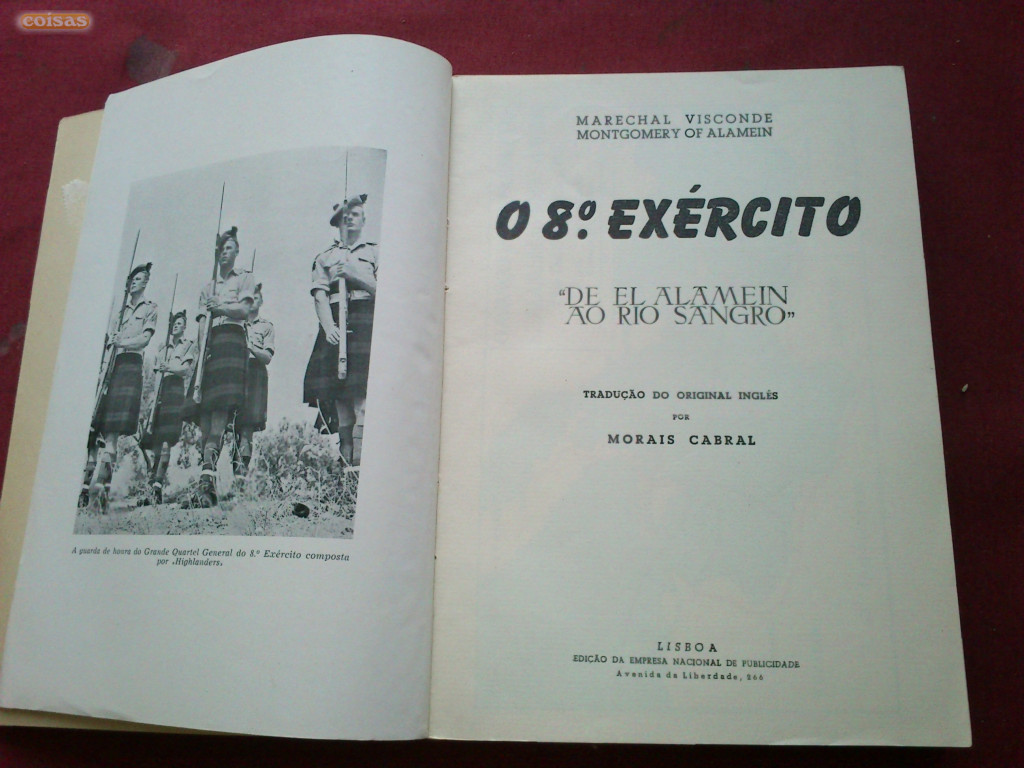 coisas
A guarda de honra do Grande Quartel General do 8.º Exército composta
por «Highlanders»
MARECHAL VISCONDE
MONTGOMERY OF ALAMEIN
O 8.º EXÉRCITO
"DE EL ALAMEIN
AO RIO SANGRO"
TRADUÇÃO DO ORIGINAL INGLÊS
POR
MORAIS CABRAL
LISBOA
EDIÇÃO DA EMPRESA NACIONAL DE PUBLICIDADE
Avenida da Liberdade, 266